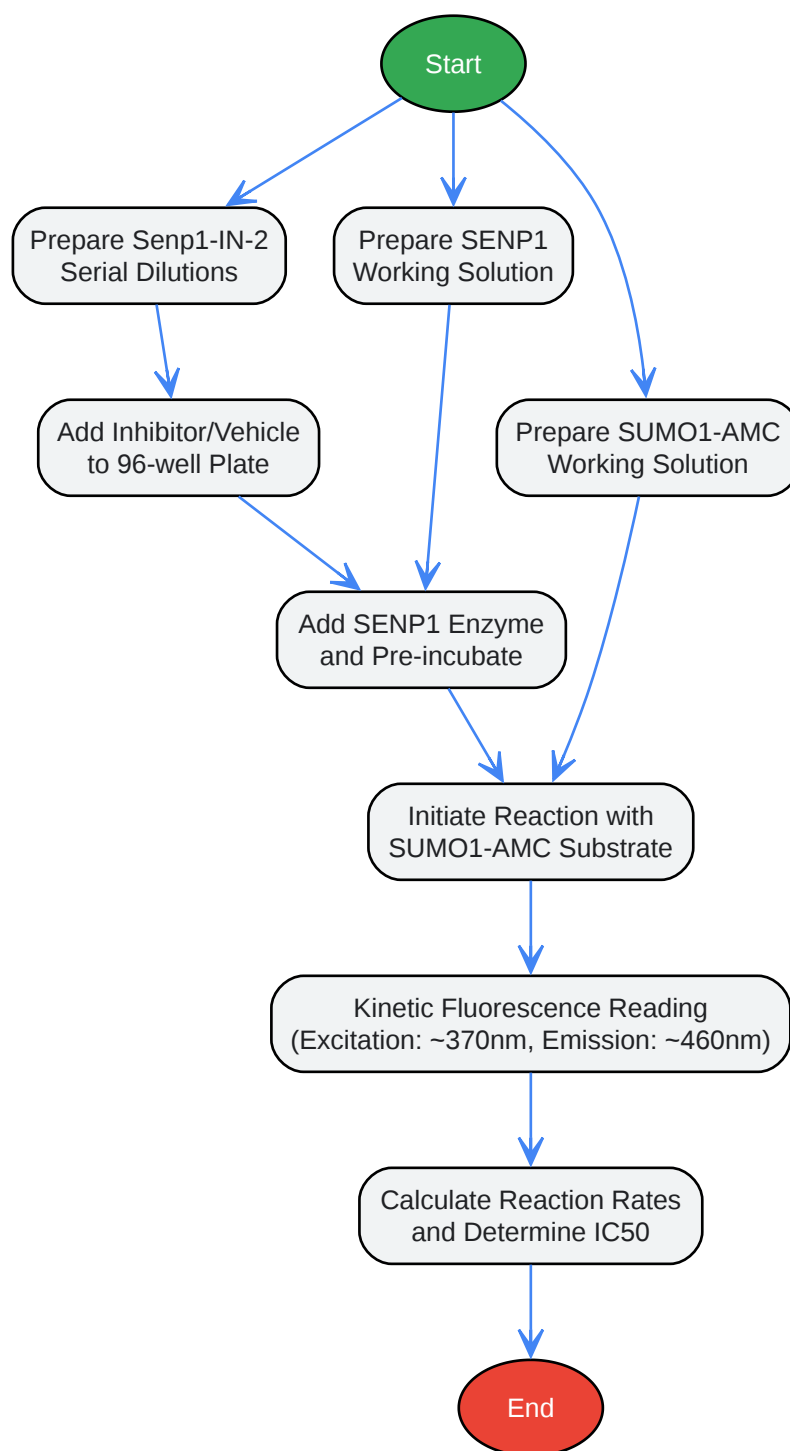 Start
Prepare Senp1-IN-2
Serial Dilutions
Prepare SENP1
Working Solution
Add Inhibitor/Vehicle
to 96-well Plate
Prepare SUMO1-AMC
Working Solution
Add SENP1 Enzyme
and Pre-incubate
Initiate Reaction with
SUMO1-AMC Substrate
Kinetic Fluorescence Reading
(Excitation: ~370nm, Emission: ~460nm)
Calculate Reaction Rates
and Determine IC50
End